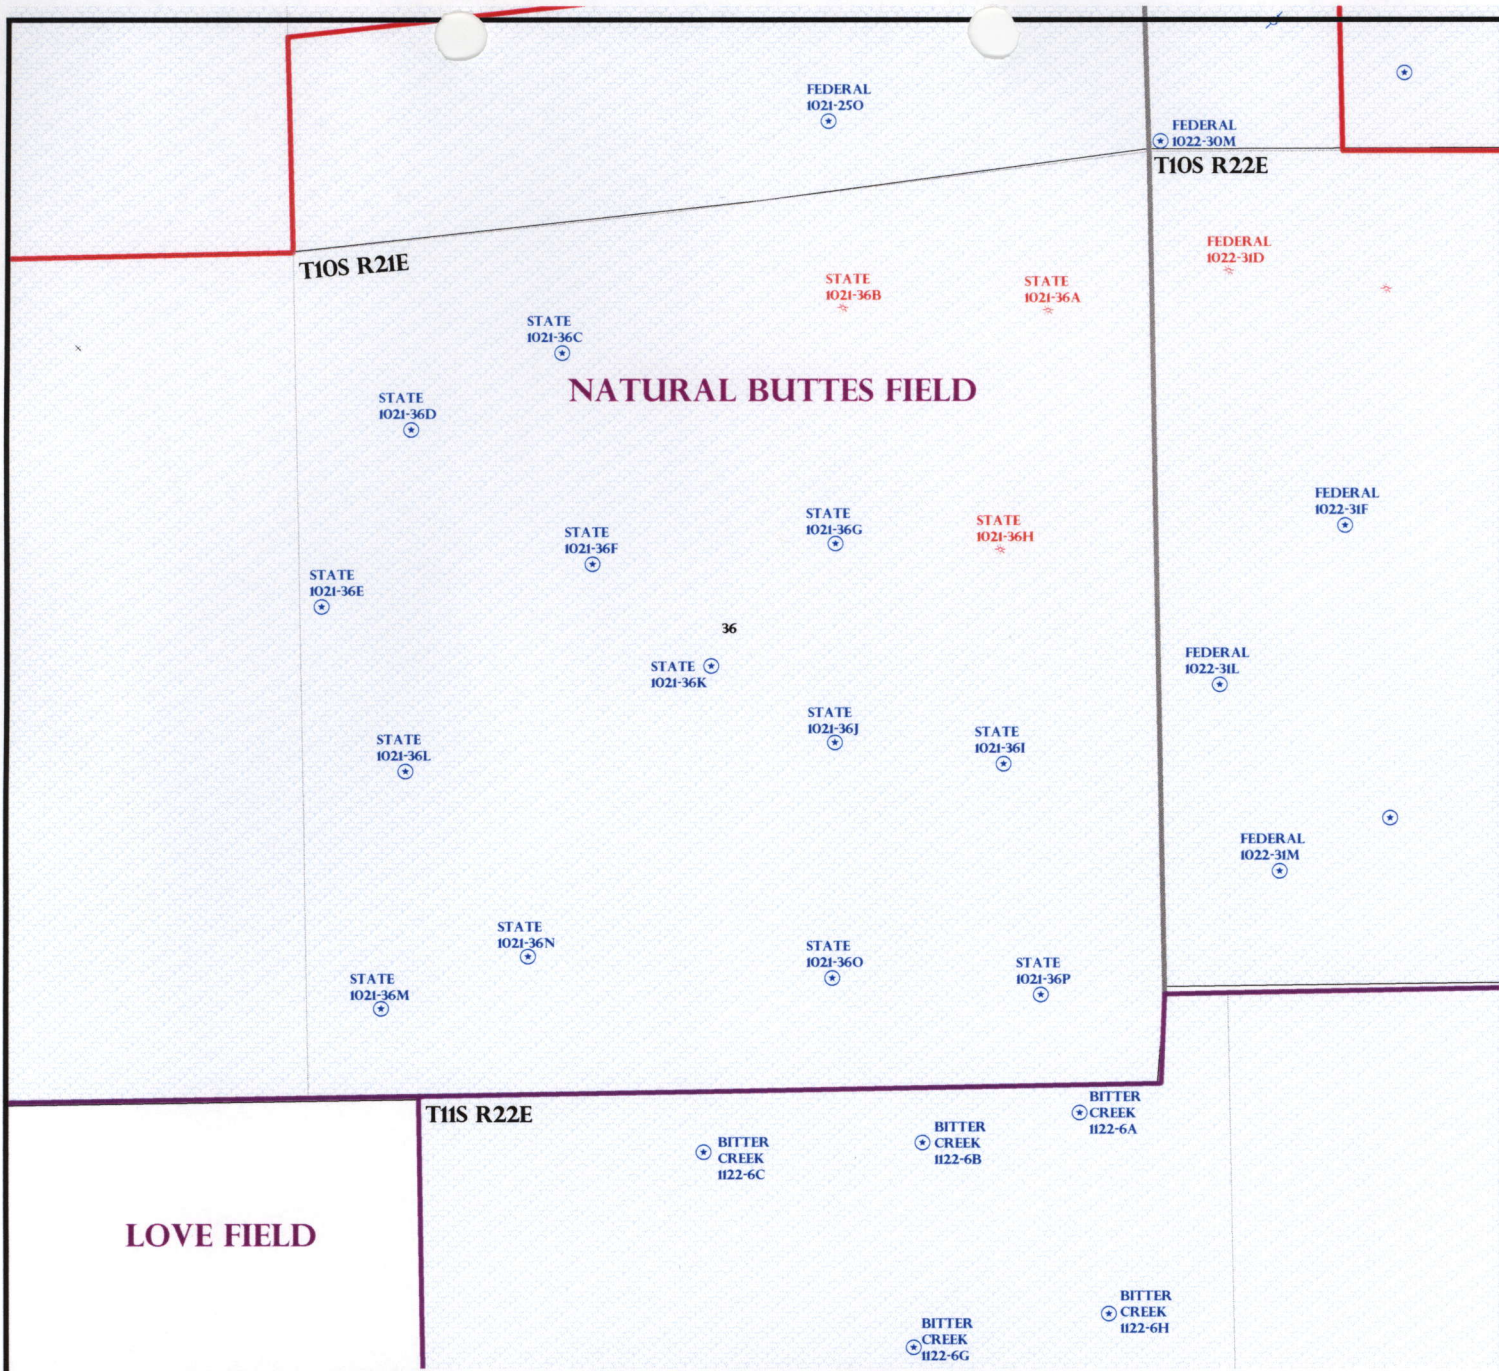 FEDERAL
1021-25O
FEDERAL
1022-30M
T10S R22E
T10S R21E
FEDERAL
1022-31D
STATE
1021-36B
STATE
1021-36A
STATE
1021-36C
NATURAL BUTTES FIELD
STATE
1021-36D
FEDERAL
1022-31F
STATE
1021-36G
STATE
1021-36H
STATE
1021-36F
STATE
1021-36E
36
STATE
1021-36K
FEDERAL
1022-31L
STATE
1021-36J
STATE
1021-36I
STATE
1021-36L
FEDERAL
1022-31M
STATE
1021-36N
STATE
1021-36O
STATE
1021-36P
STATE
1021-36M
T11S R22E
BITTER
CREEK
1122-6A
BITTER
CREEK
1122-6B
BITTER
CREEK
1122-6C
LOVE FIELD
BITTER
CREEK
1122-6H
BITTER
CREEK
1122-6G